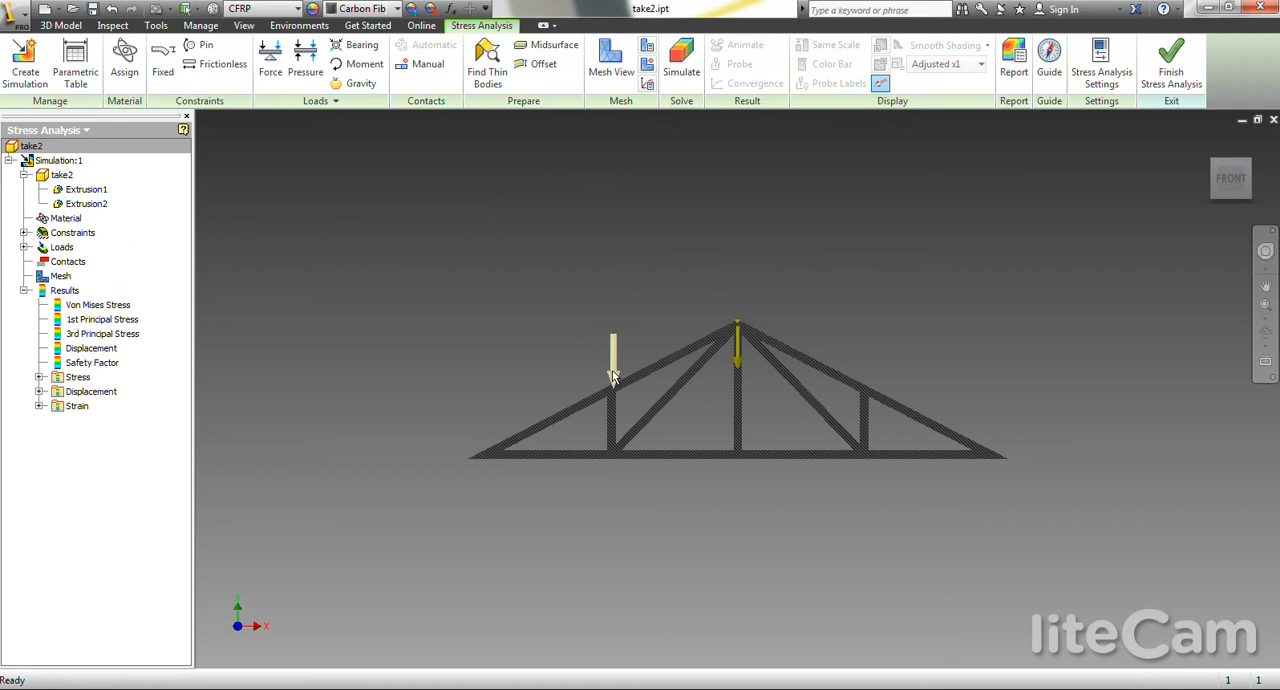 PRO
CFRP
Carbon Fib
take2.ipt
Type a keyword or phrase
Sign In
3D Model
Inspect
Tools
Manage
View
Environments
Get Started
Online
Stress Analysis
Create Simulation
Parametric Table
Assign
Fixed
Pin
Frictionless
Force
Pressure
Bearing
Moment
Gravity
Automatic
Manual
Find Thin Bodies
Midsurface
Offset
Mesh View
Simulate
Animate
Probe
Convergence
Same Scale
Color Bar
Probe Labels
Smooth Shading
Adjusted x1
Report
Guide
Stress Analysis Settings
Finish Stress Analysis
Manage
Material
Constraints
Loads
Contacts
Prepare
Mesh
Solve
Result
Display
Report
Guide
Settings
Exit
Stress Analysis
take2
Simulation:1
take2
Extrusion1
Extrusion2
Material
Constraints
Loads
Contacts
Mesh
Results
Von Mises Stress
1st Principal Stress
3rd Principal Stress
Displacement
Safety Factor
Stress
Displacement
Strain
FRONT
Y
X
liteCam
Ready
1
1